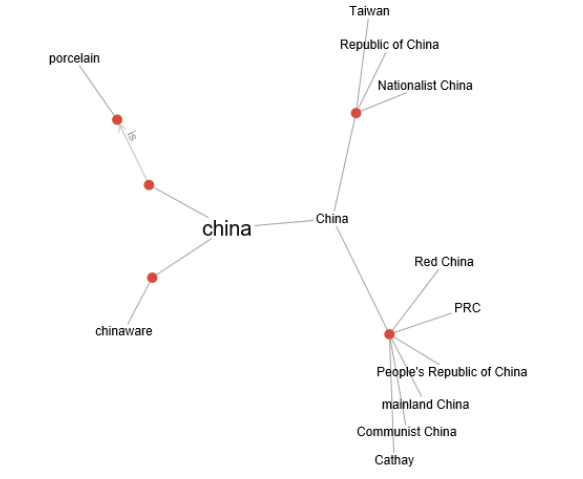 Taiwan
Republic of China
porcelain
Nationalist China
is
China
china
Red China
PRC
chinaware
People's Republic of China
mainland China
Communist China
Cathay